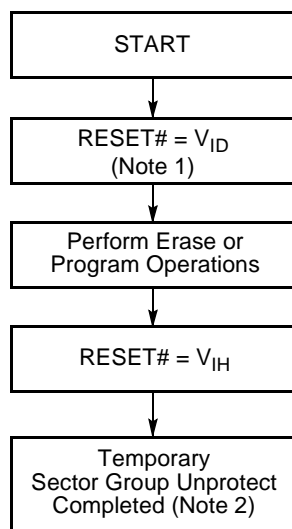 START
RESET# = VID
(Note 1)
Perform Erase or
Program Operations
RESET# = VIH
Temporary
Sector Group Unprotect
Completed (Note 2)